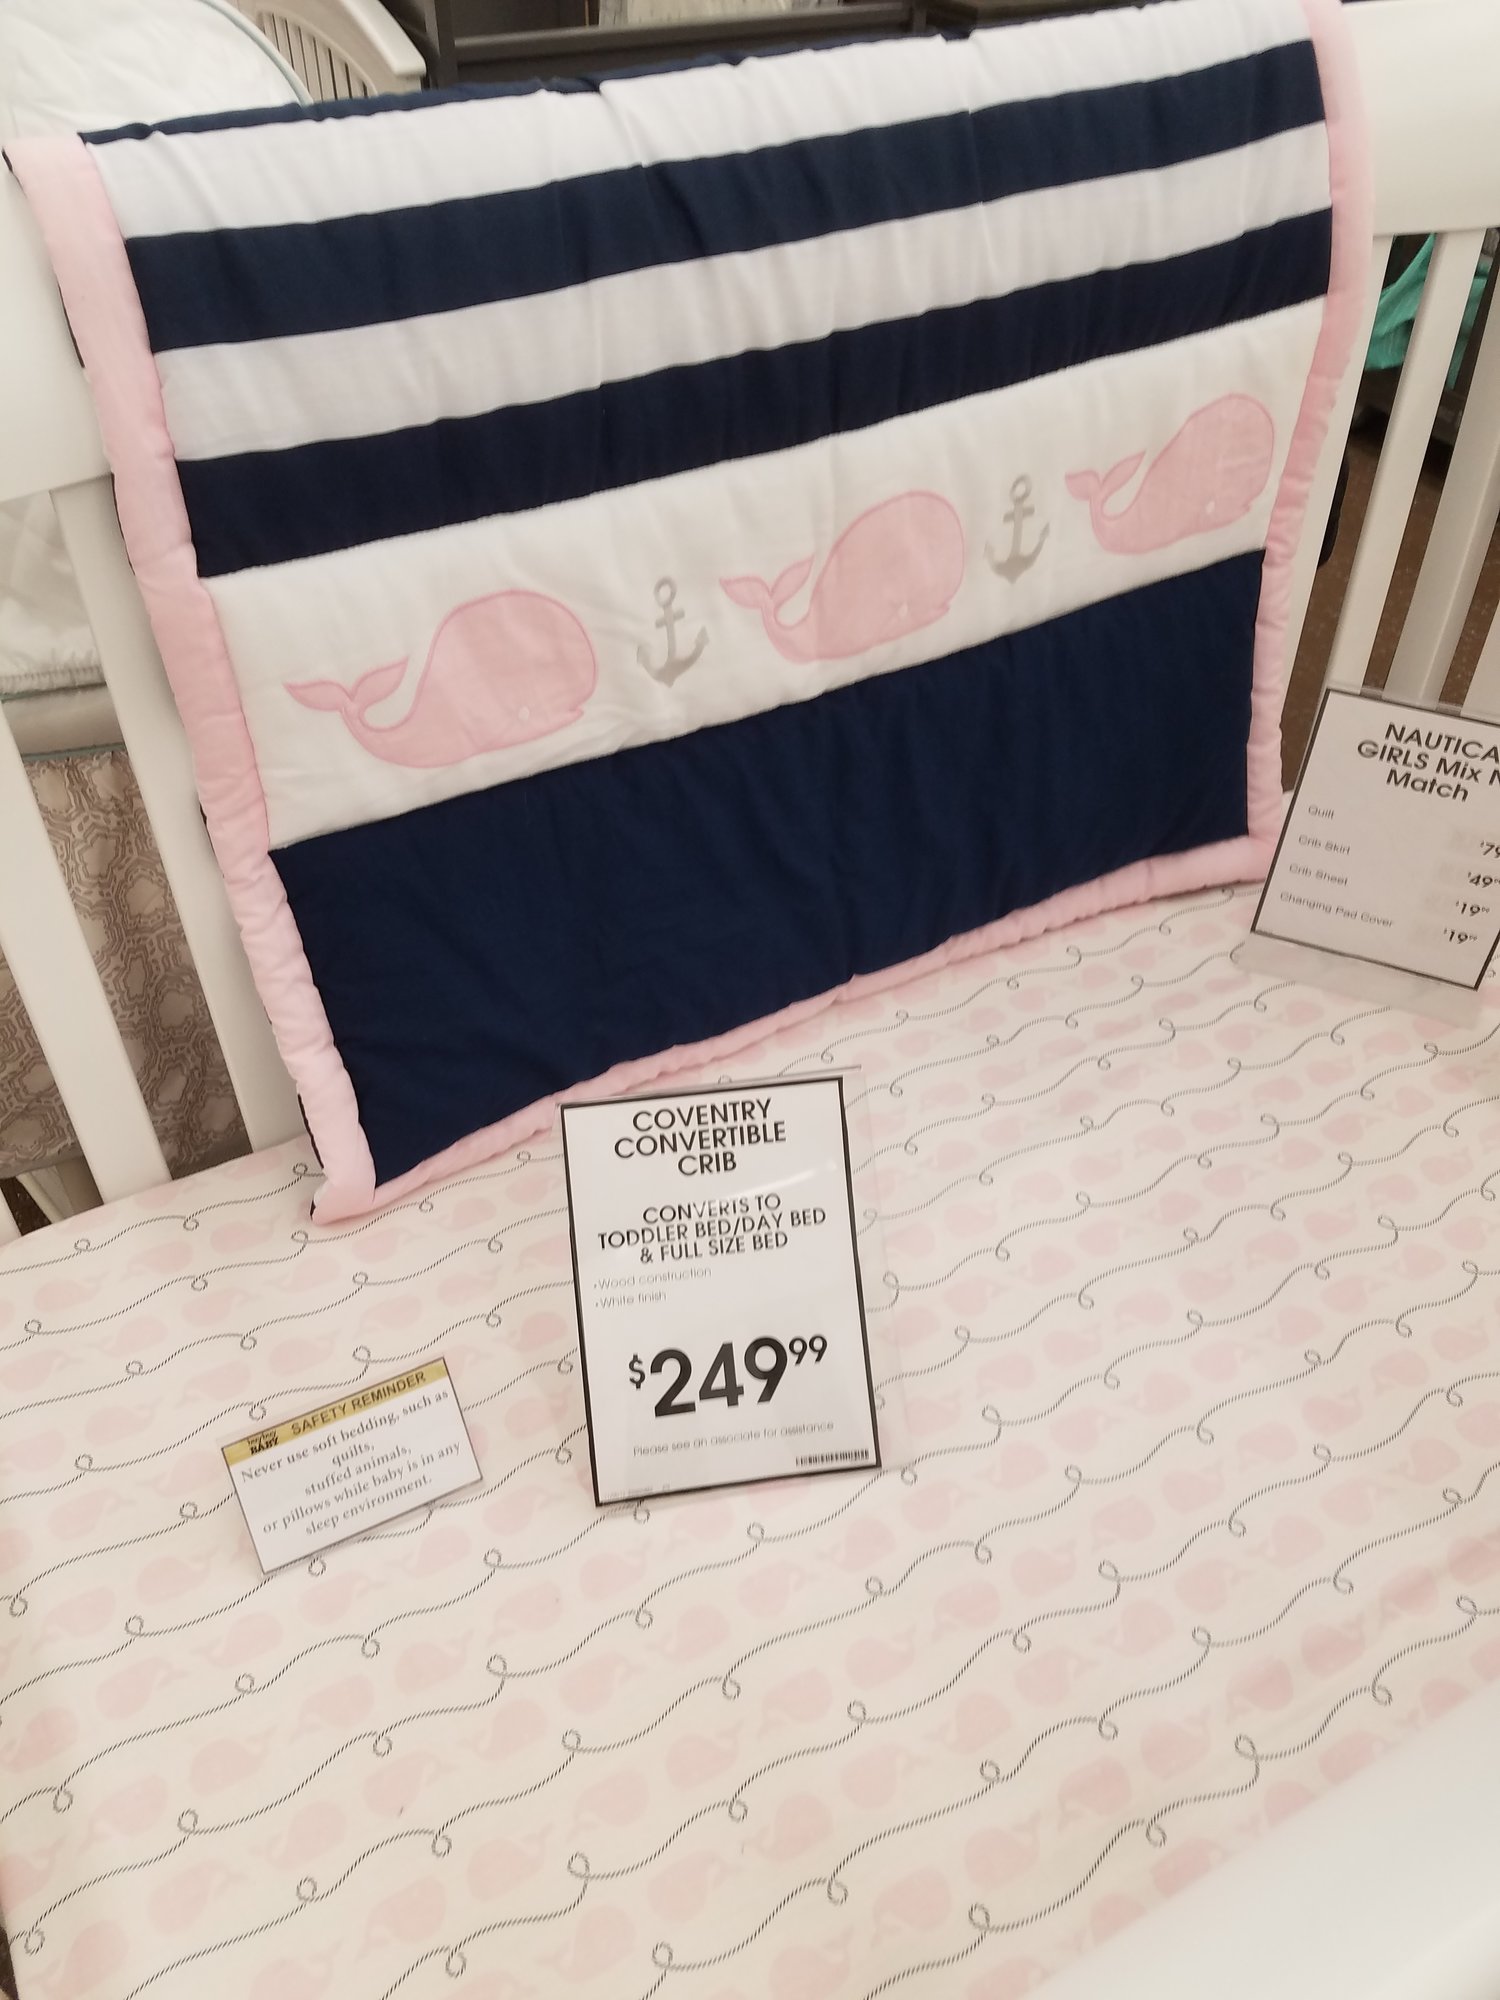 NAUTICA
GIRLS Mix N
Match
Quilt
$79
Crib Skirt
$49
Crib Sheet
$19
Changing Pad Cover
$19
COVENTRY
CONVERTIBLE
CRIB
CONVERTS TO
TODDLER BED/DAY BED
& FULL SIZE BED
•Wood construction
•White finish
$249 99
Please see an associate for assistance
buybuy
BABY
SAFETY REMINDER
Never use soft bedding, such as
quilts,
stuffed animals,
or pillows while baby is in any
sleep environment.